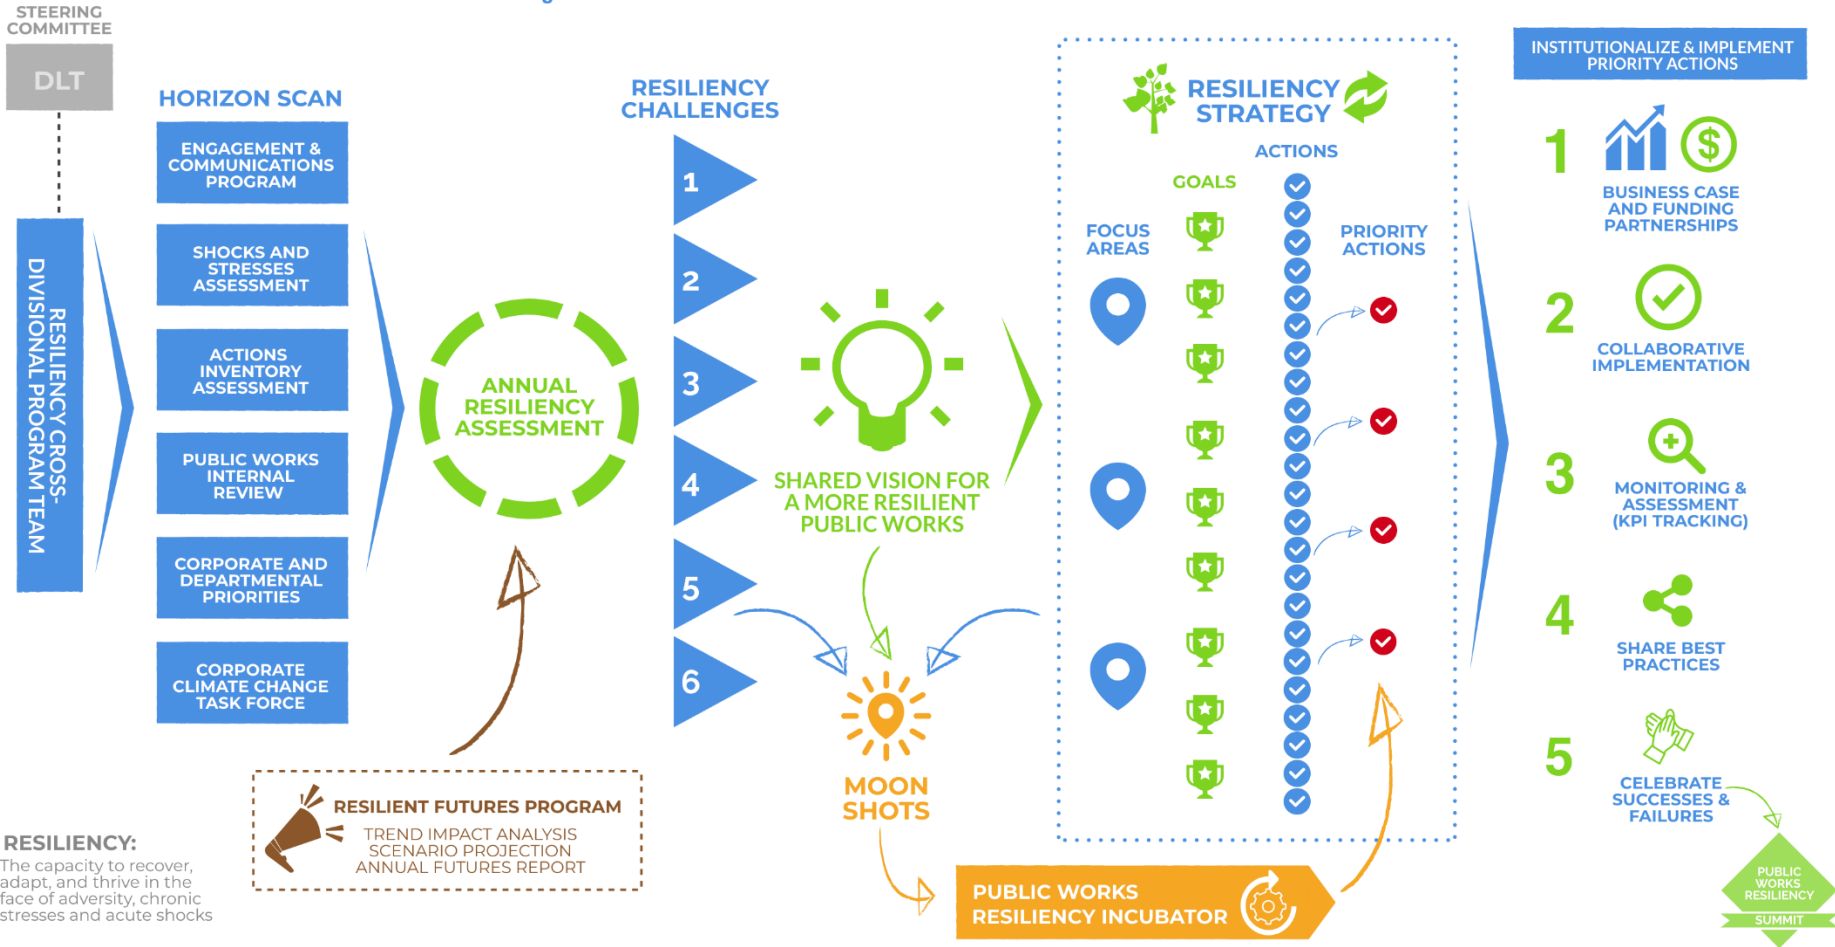 STEERING
COMMITTEE
DLT
RESILIENCY CROSS-
DIVISIONAL PROGRAM TEAM
HORIZON SCAN
ENGAGEMENT &
COMMUNICATIONS
PROGRAM
SHOCKS AND
STRESSES
ASSESSMENT
ACTIONS
INVENTORY
ASSESSMENT
PUBLIC WORKS
INTERNAL
REVIEW
CORPORATE AND
DEPARTMENTAL
PRIORITIES
CORPORATE
CLIMATE CHANGE
TASK FORCE
ANNUAL
RESILIENCY
ASSESSMENT
RESILIENT FUTURES PROGRAM
TREND IMPACT ANALYSIS
SCENARIO PROJECTION
ANNUAL FUTURES REPORT
RESILIENCY:
The capacity to recover,
adapt, and thrive in the
face of adversity, chronic
stresses and acute shocks
RESILIENCY
CHALLENGES
1
2
3
4
5
6
SHARED VISION FOR
A MORE RESILIENT
PUBLIC WORKS
MOON
SHOTS
PUBLIC WORKS
RESILIENCY INCUBATOR
RESILIENCY
STRATEGY
FOCUS
AREAS
GOALS
ACTIONS
PRIORITY
ACTIONS
INSTITUTIONALIZE & IMPLEMENT
PRIORITY ACTIONS
1
$
BUSINESS CASE
AND FUNDING
PARTNERSHIPS
2
COLLABORATIVE
IMPLEMENTATION
3
MONITORING &
ASSESSMENT
(KPI TRACKING)
4
SHARE BEST
PRACTICES
5
CELEBRATE
SUCCESSES &
FAILURES
PUBLIC
WORKS
RESILIENCY
SUMMIT